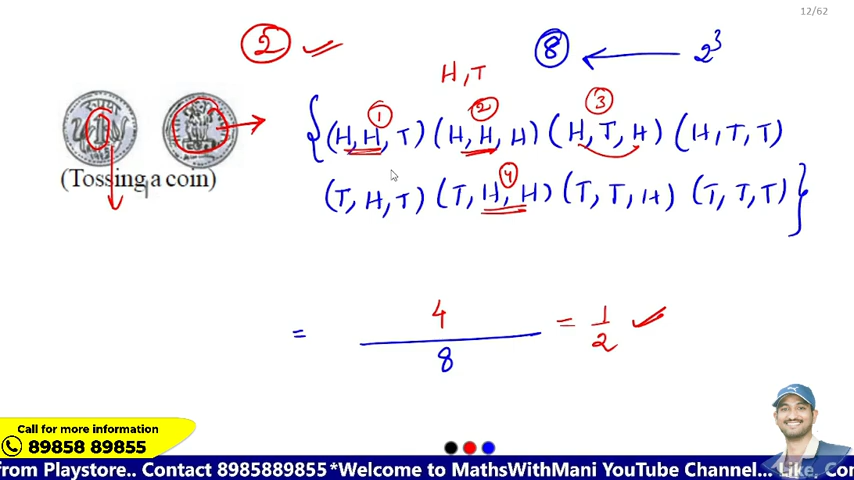 12/62
2
8
2³
H, T
{(H, H, T) (H, H, H) (H, T, H) (H, T, T)
1
2
3
(Tossing a coin)
(T, H, T) (T, H, H) (T, T, H) (T, T, T)}
4
= 4/8 = 1/2
Call for more information
89858 89855
from Playstore.. Contact 8985889855*Welcome to MathsWithMani YouTube Channel... Like, Con